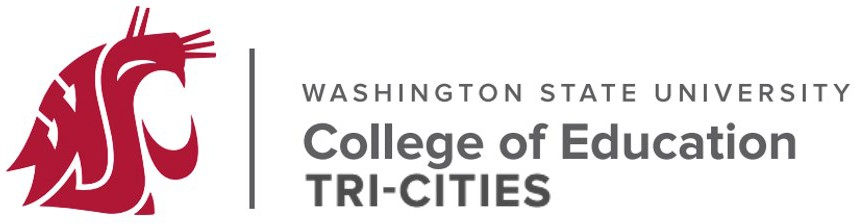 WASHINGTON STATE UNIVERSITY
College of Education
TRI-CITIES